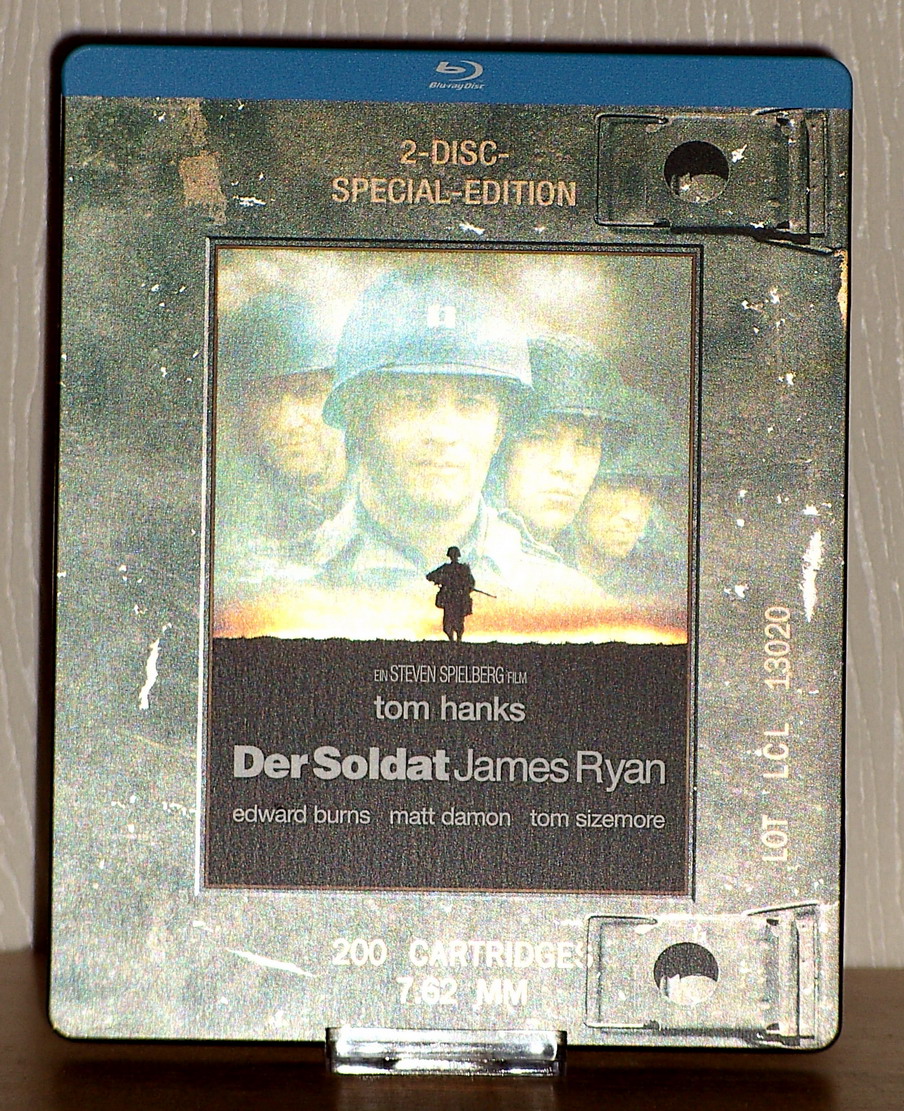 Blu-ray Disc
2-DISC-
SPECIAL-EDITION
EIN STEVEN SPIELBERG FILM
tom hanks
Der Soldat James Ryan
edward burns matt damon tom sizemore
LOT LCL 13020
200 CARTRIDGES
7.62 MM